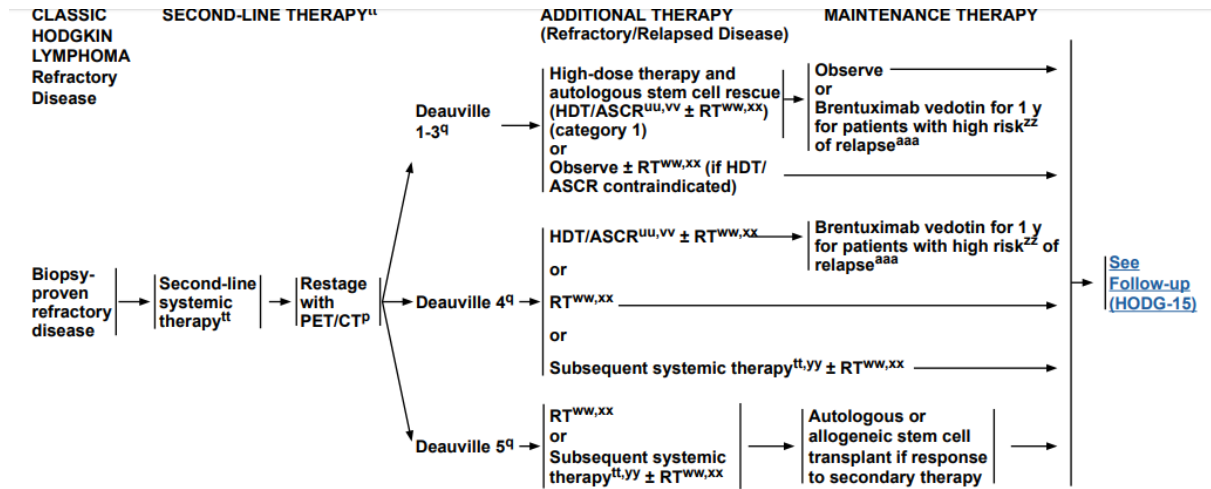 CLASSIC
HODGKIN
LYMPHOMA
Refractory
Disease
SECOND-LINE THERAPYtt
ADDITIONAL THERAPY
(Refractory/Relapsed Disease)
MAINTENANCE THERAPY
Biopsy-
proven
refractory
disease
Second-line
systemic
therapytt
Restage
with
PET/CTp
Deauville
1-3q
High-dose therapy and
autologous stem cell rescue
(HDT/ASCRuu,vv ± RTww,xx)
(category 1)
or
Observe ± RTww,xx (if HDT/
ASCR contraindicated)
Observe
or
Brentuximab vedotin for 1 y
for patients with high riskzz
of relapseaaa
Deauville 4q
HDT/ASCRuu,vv ± RTww,xx
or
RTww,xx
or
Subsequent systemic therapytt,yy ± RTww,xx
Brentuximab vedotin for 1 y
for patients with high riskzz of
relapseaaa
Deauville 5q
RTww,xx
or
Subsequent systemic
therapytt,yy ± RTww,xx
Autologous or
allogeneic stem cell
transplant if response
to secondary therapy
See
Follow-up
(HODG-15)